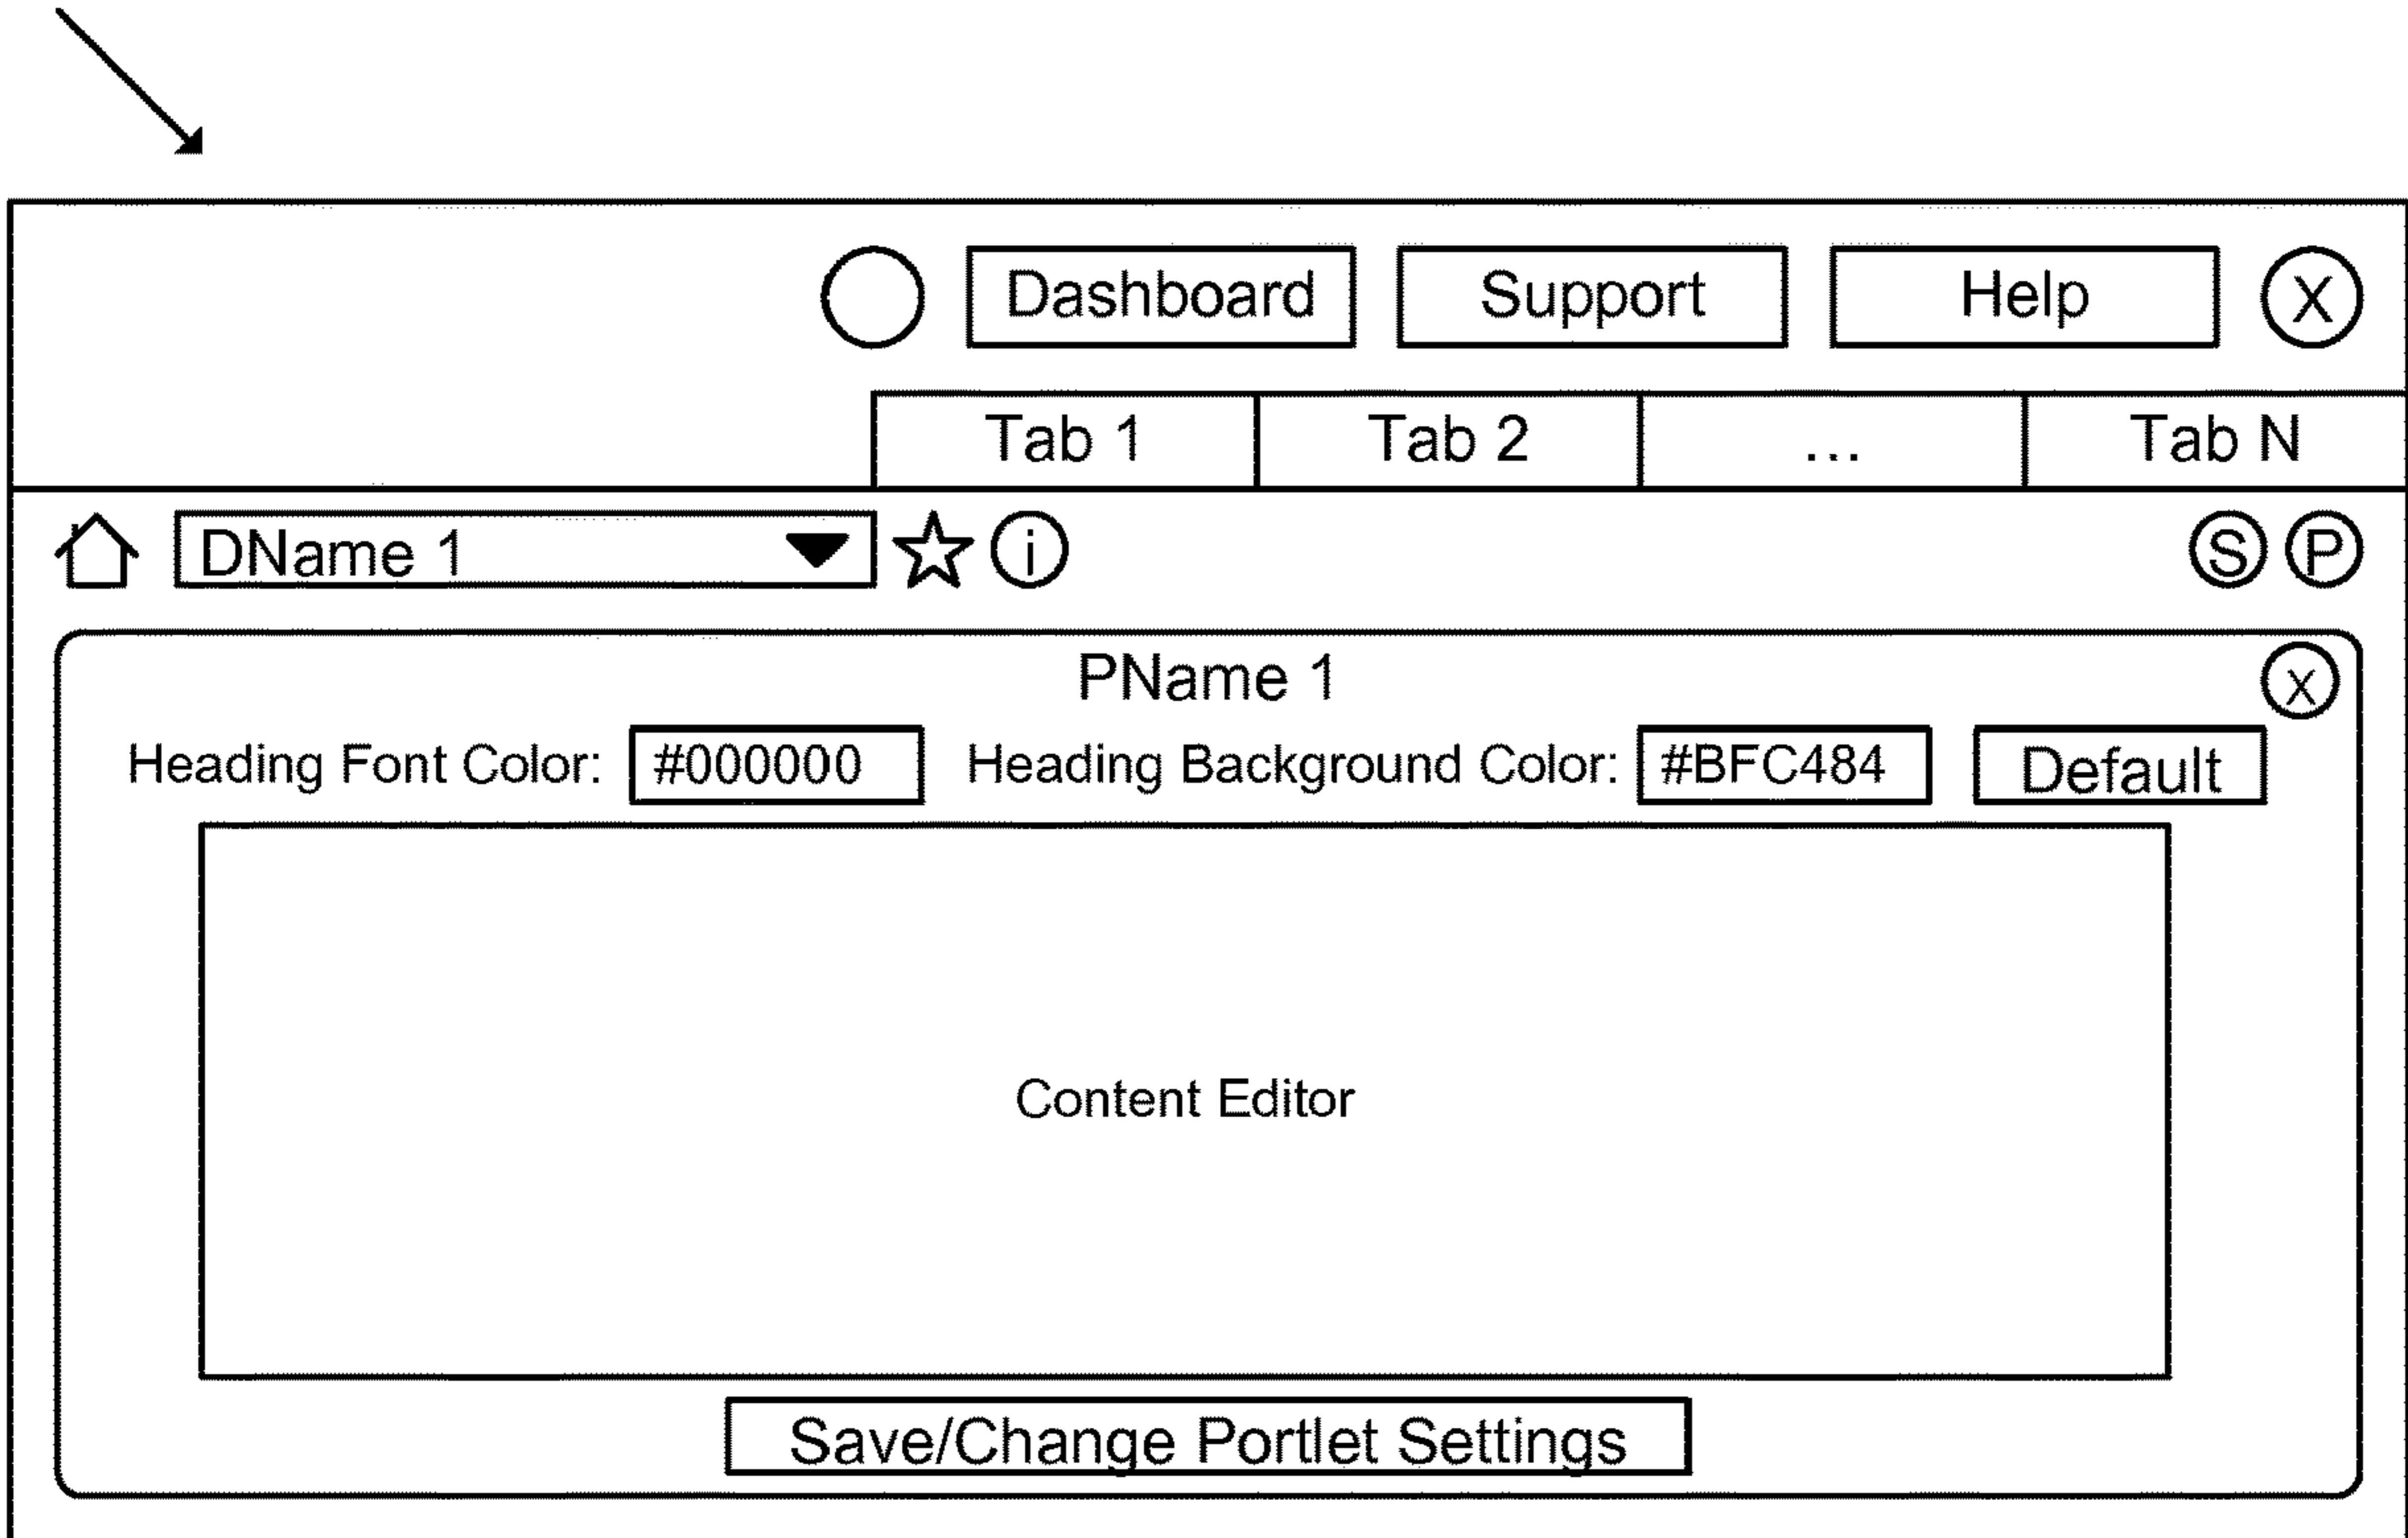 Dashboard Support Help X
Tab 1 Tab 2 ... Tab N
DName 1 i S P
PName 1 X
Heading Font Color: #000000 Heading Background Color: #BFC484 Default
Content Editor
Save/Change Portlet Settings